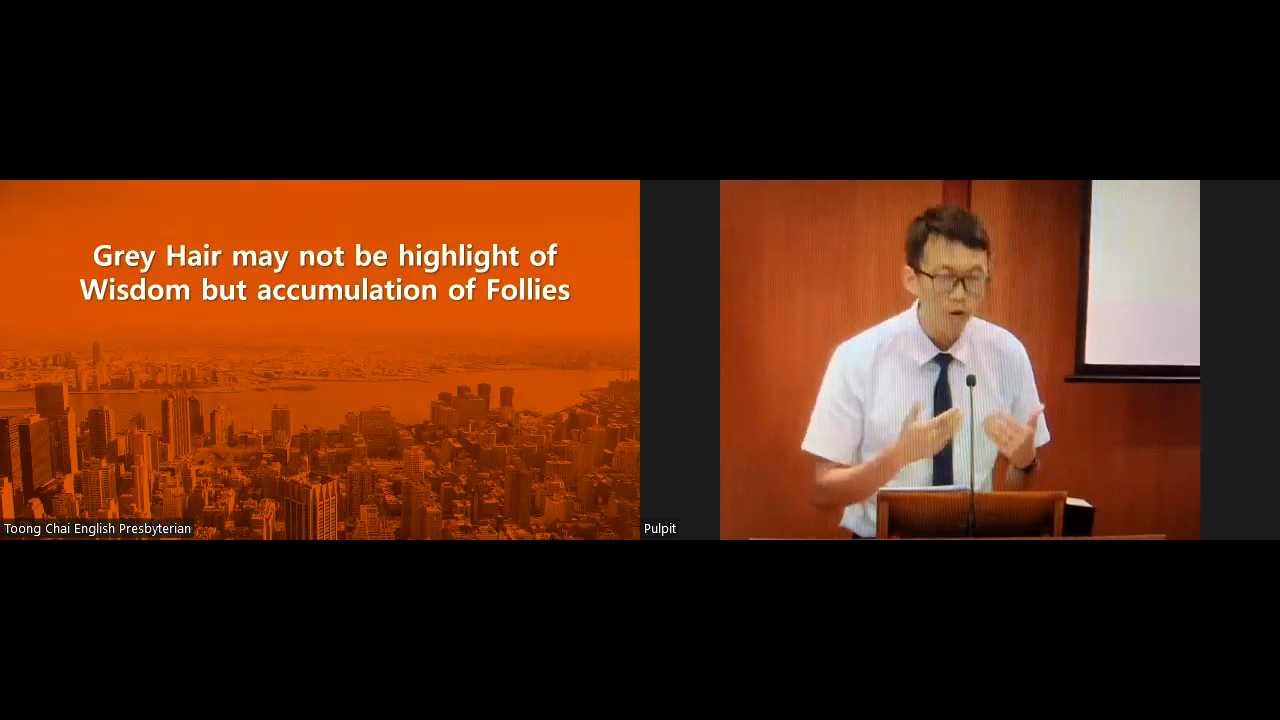 Grey Hair may not be highlight of
Wisdom but accumulation of Follies
Toong Chai English Presbyterian
Pulpit